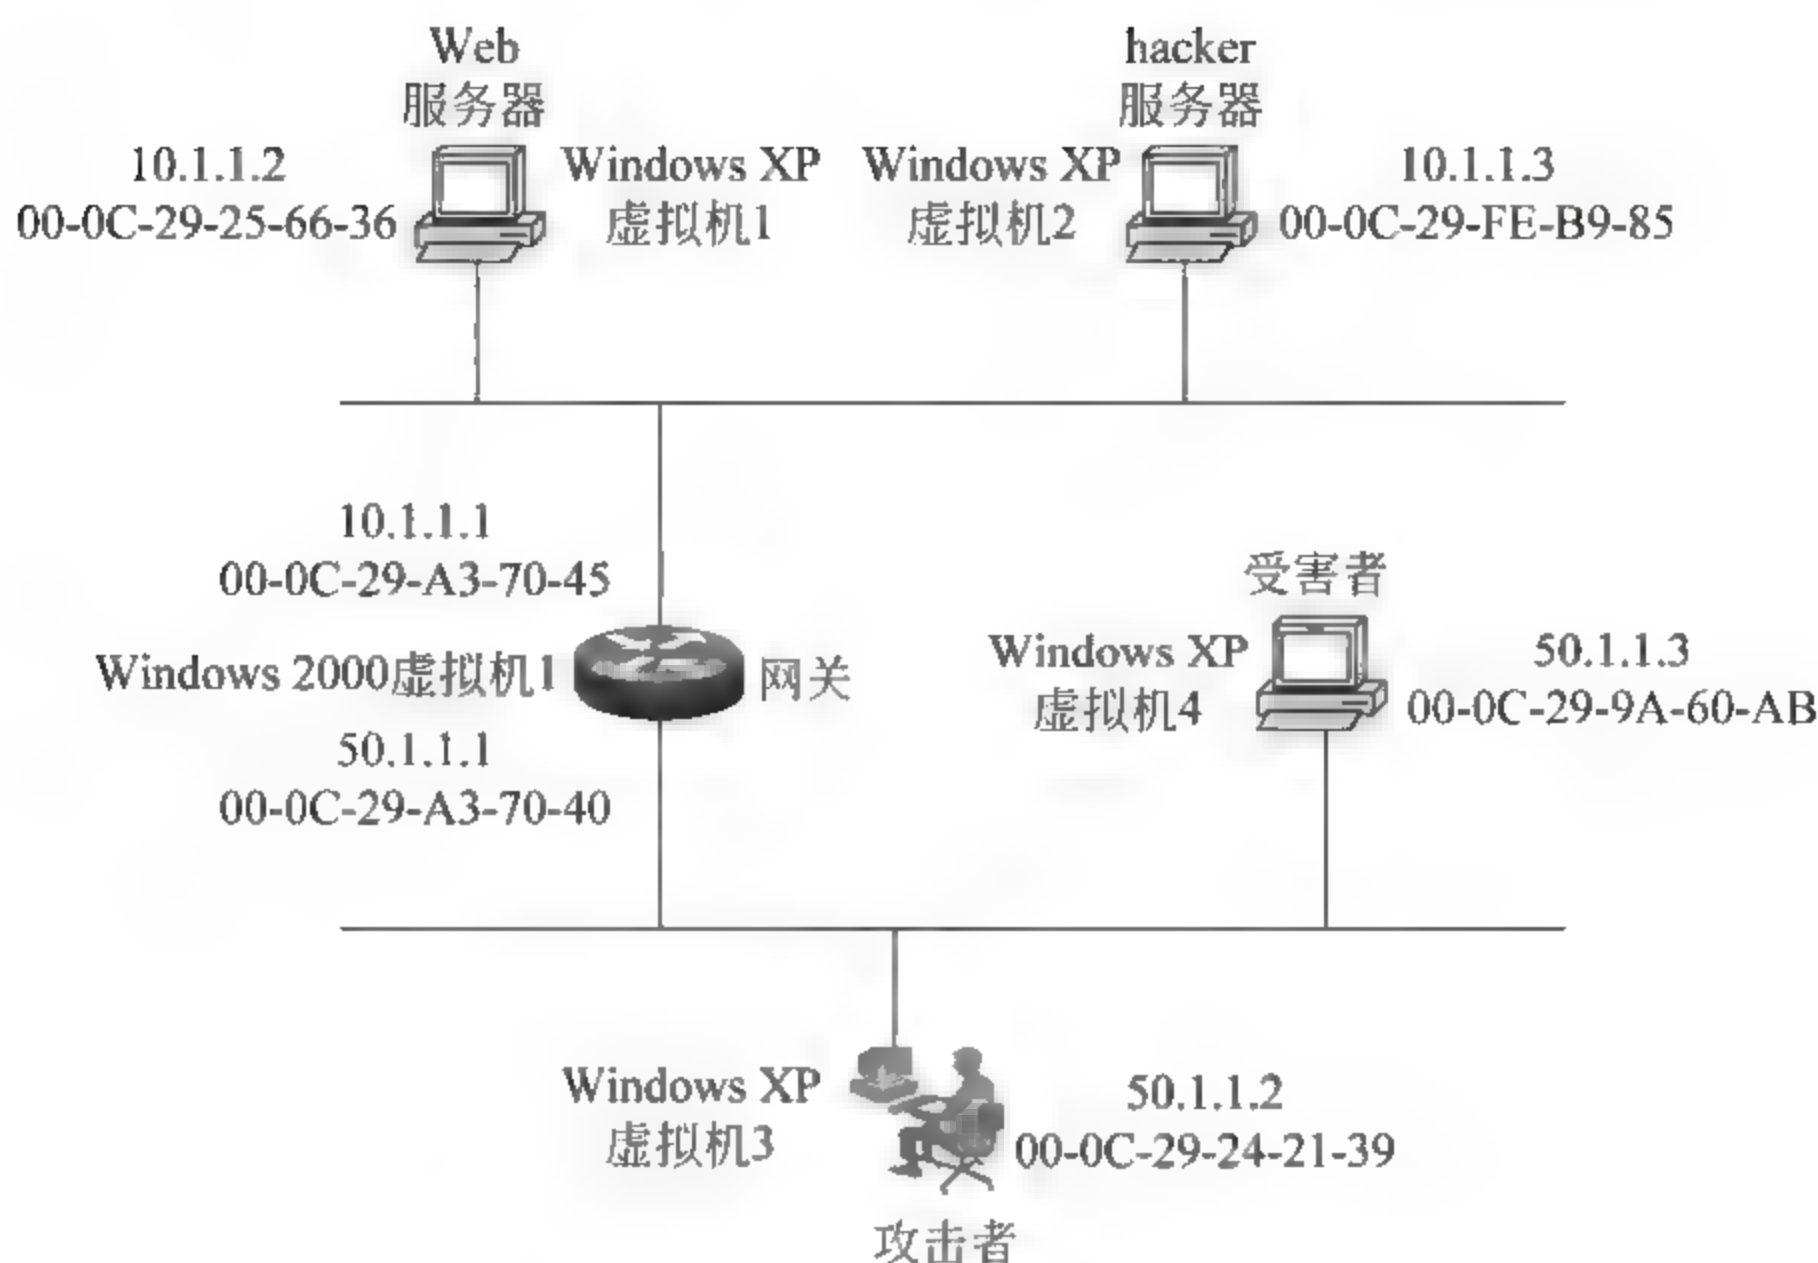 Web
服务器
10.1.1.2
00-0C-29-25-66-36
Windows XP
虚拟机1
hacker
服务器
Windows XP
虚拟机2
10.1.1.3
00-0C-29-FE-B9-85
10.1.1.1
00-0C-29-A3-70-45
Windows 2000虚拟机1
网关
50.1.1.1
00-0C-29-A3-70-40
受害者
Windows XP
虚拟机4
50.1.1.3
00-0C-29-9A-60-AB
Windows XP
虚拟机3
50.1.1.2
00-0C-29-24-21-39
攻击者